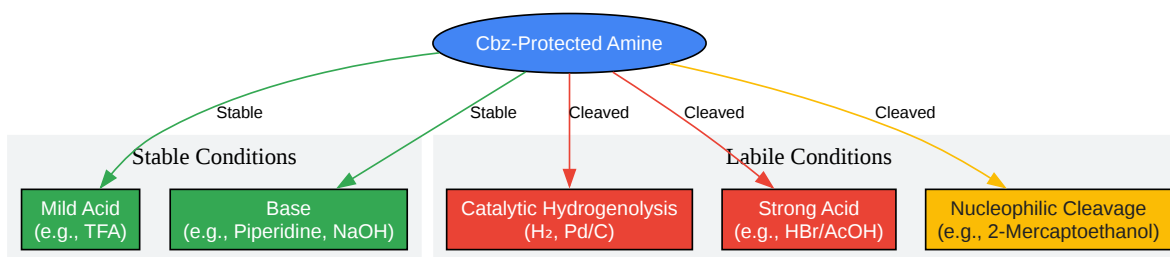 Cbz-Protected Amine
Stable
Stable
Cleaved
Cleaved
Cleaved
Stable Conditions
Labile Conditions
Mild Acid
(e.g., TFA)
Base
(e.g., Piperidine, NaOH)
Catalytic Hydrogenolysis
(H₂, Pd/C)
Strong Acid
(e.g., HBr/AcOH)
Nucleophilic Cleavage
(e.g., 2-Mercaptoethanol)